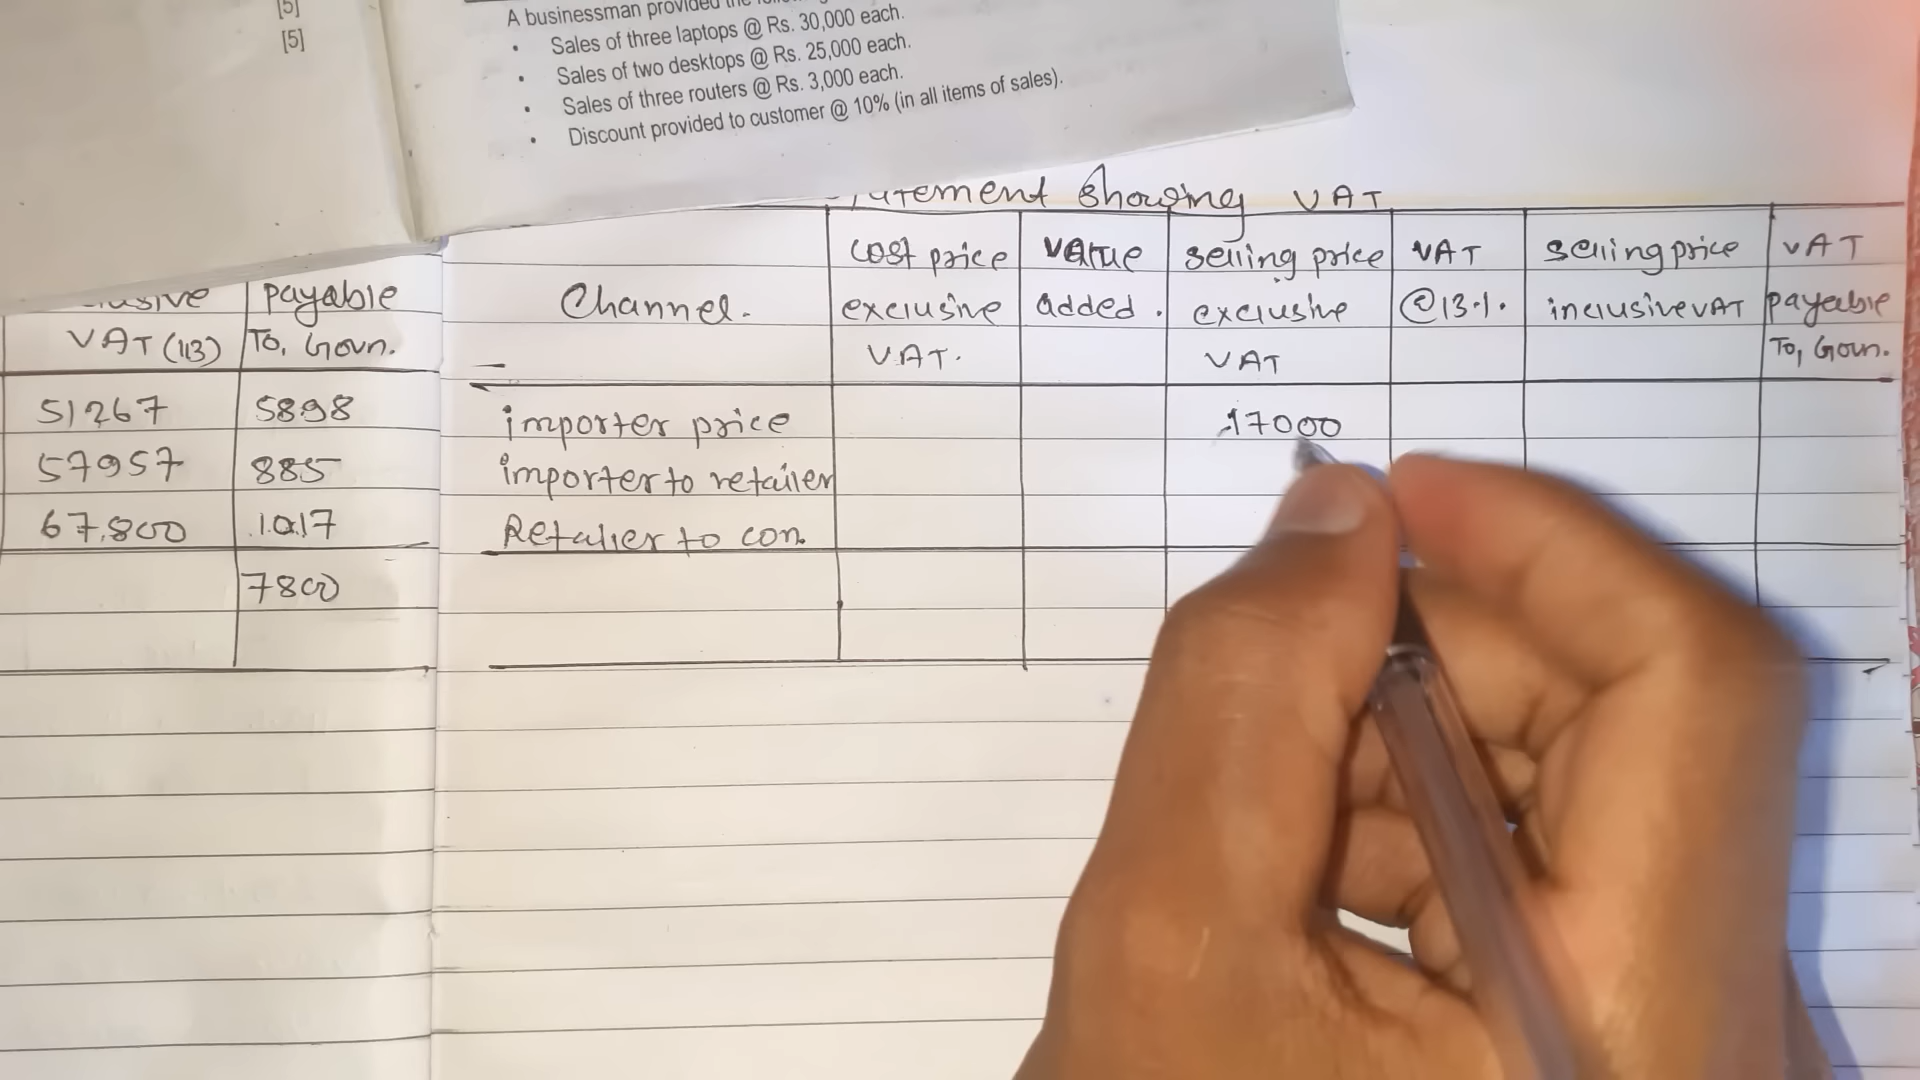 [5]
[5]
A businessman provided the
• Sales of three laptops @ Rs. 30,000 each.
• Sales of two desktops @ Rs. 25,000 each.
• Sales of three routers @ Rs. 3,000 each.
• Discount provided to customer @ 10% (in all items of sales).
tatement showing VAT
Channel.
cost price
exclusive
VAT.
value
added.
selling price
exclusive
VAT
VAT
@13%.
selling price
inclusive VAT
VAT
payable
To, Govn.
importer price 17000
importer to retailer
Retalier to con.
lusive
VAT (113)
payable
To, Govn.
51267 5898
57957 885
67,800 1017
7800